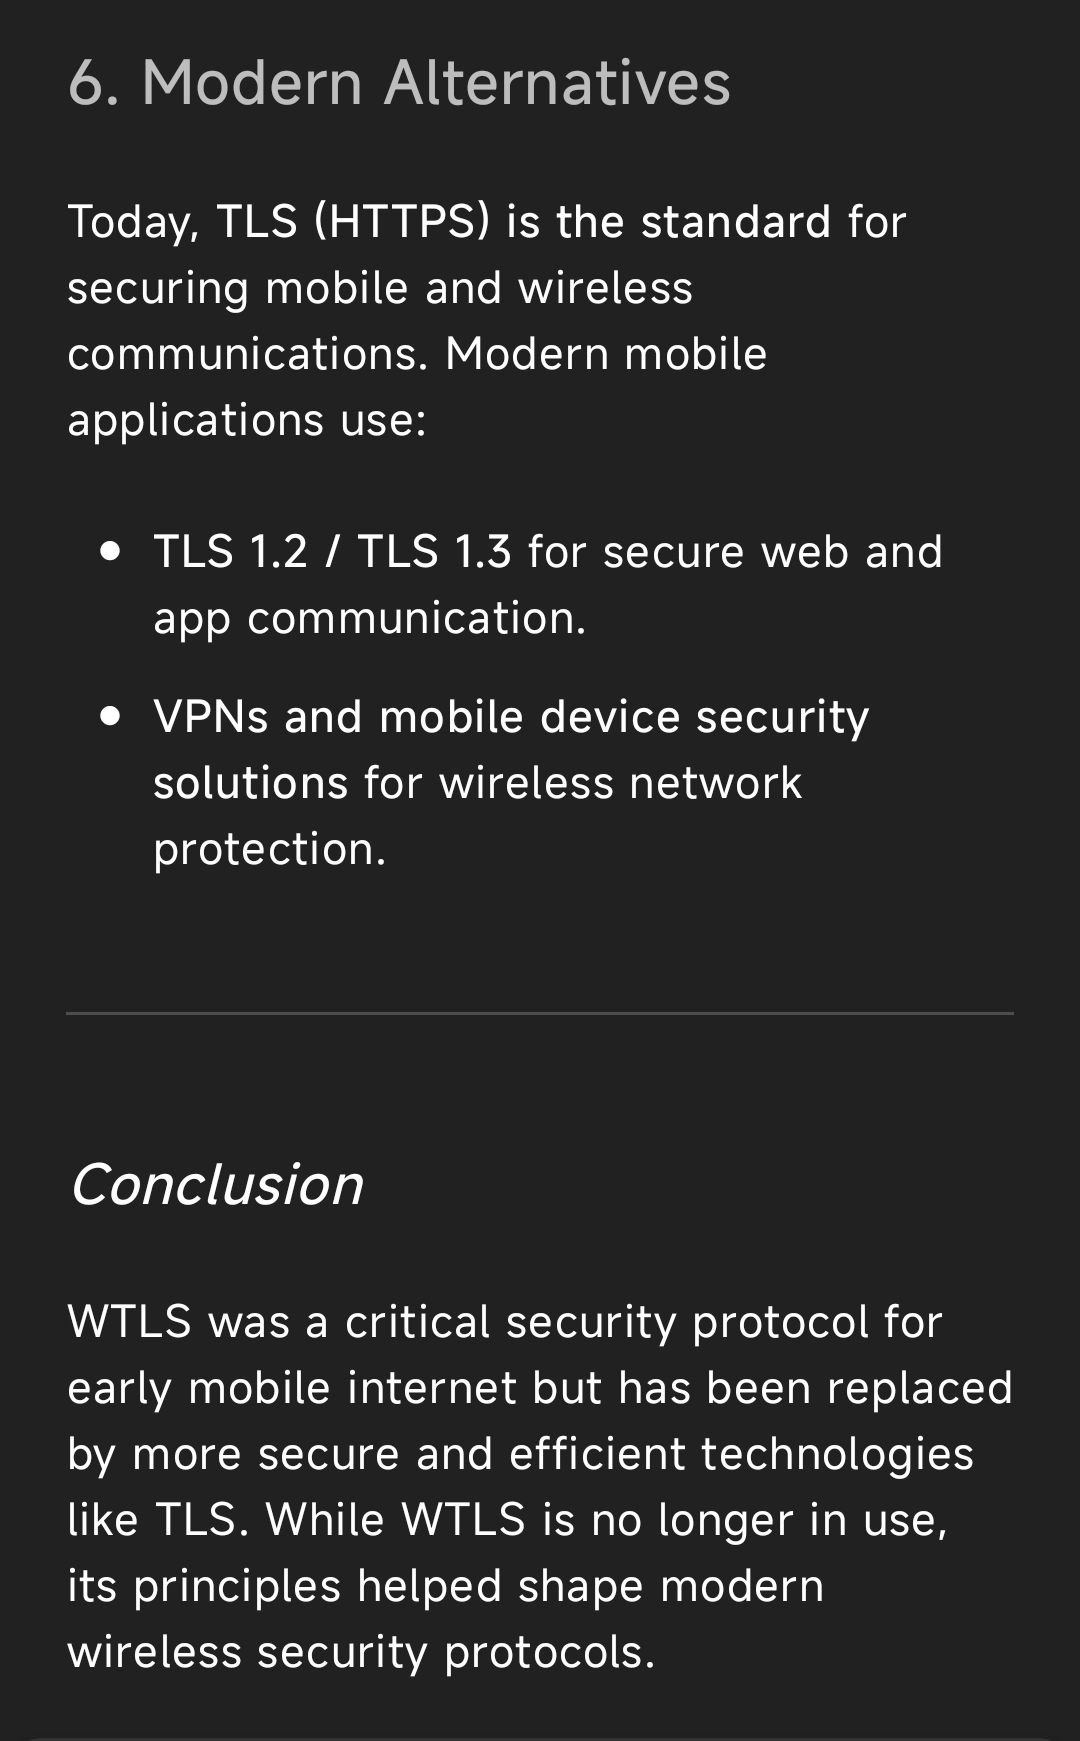 6. Modern Alternatives
Today, TLS (HTTPS) is the standard for
securing mobile and wireless
communications. Modern mobile
applications use:
• TLS 1.2 / TLS 1.3 for secure web and
app communication.
• VPNs and mobile device security
solutions for wireless network
protection.
Conclusion
WTLS was a critical security protocol for
early mobile internet but has been replaced
by more secure and efficient technologies
like TLS. While WTLS is no longer in use,
its principles helped shape modern
wireless security protocols.